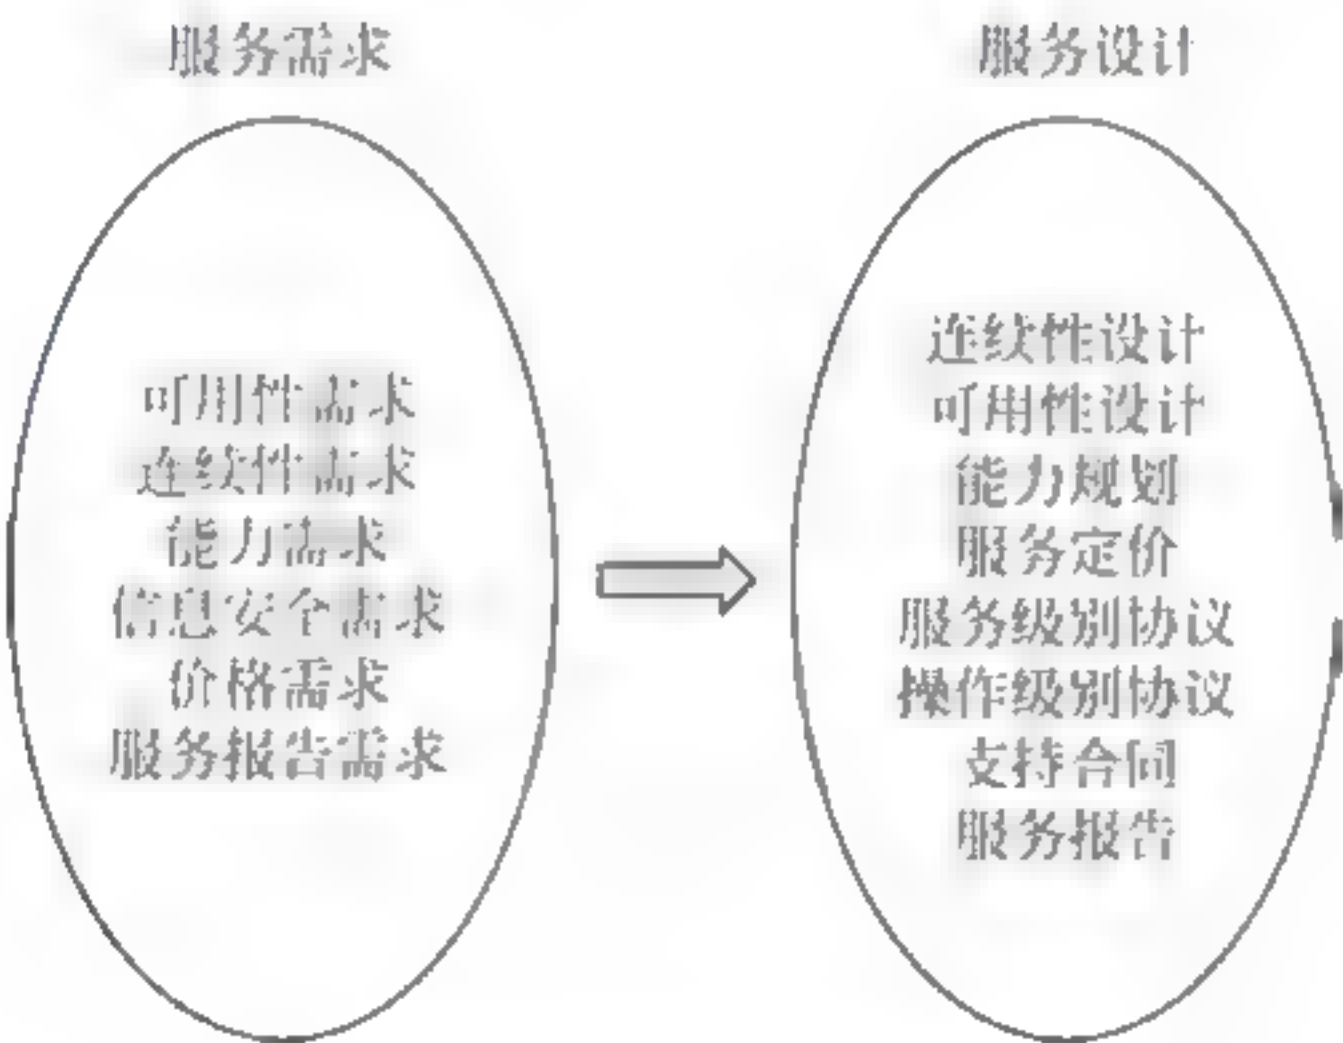 服务需求
可用性需求
连续性需求
能力需求
信息安全需求
价格需求
服务报告需求
服务设计
连续性设计
可用性设计
能力规划
服务定价
服务级别协议
操作级别协议
支持合同
服务报告